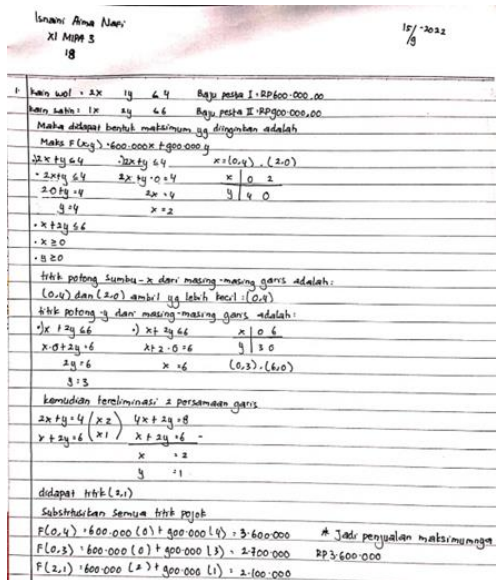 Isnaini Aima Nafi
XI MIPA 3
18
15/9 -2022
1. kain wol : 2x 1y ≤ 4 Baju pesta I : RP600.000,00
kain satin : 1x 2y ≤ 6 Baju pesta II : RP900.000,00
Maka didapat bentuk maksimum yg diinginkan adalah
Maks F(x,y) = 600.000x + 900.000y
2x+y ≤ 4 2x+y ≤ 4 x = (0,4), (2,0)
2x+y ≤ 4 2x+y.0 = 4 x | 0 2
2.0+y = 4 2x = 4 y | 4 0
y = 4 x = 2
• x+2y ≤ 6
• x ≥ 0
• y ≥ 0
titik potong sumbu-x dari masing-masing garis adalah:
(0,4) dan (2,0) ambil yg lebih kecil : (0,4)
titik potong -y dari masing-masing garis adalah:
•) x + 2y ≤ 6 •) x + 2y ≤ 6 x | 0 6
x.0+2y = 6 x+2.0 = 6 y | 3 0
2y = 6 x = 6 (0,3), (6,0)
y = 3
kemudian tereliminasi 2 persamaan garis
2x+y = 4 | x2 | 4x+2y = 8
x+2y = 6 | x1 | x+2y = 6 -
x = 2
y = 1
didapat titik (2,1)
Substitusikan semua titik pojok
F(0,4) = 600.000 (0) + 900.000 (4) = 3.600.000 * Jadi penjualan maksimumnya
F(0,3) = 600.000 (0) + 900.000 (3) = 2.700.000 RP 3.600.000
F(2,1) = 600.000 (2) + 900.000 (1) = 2.100.000